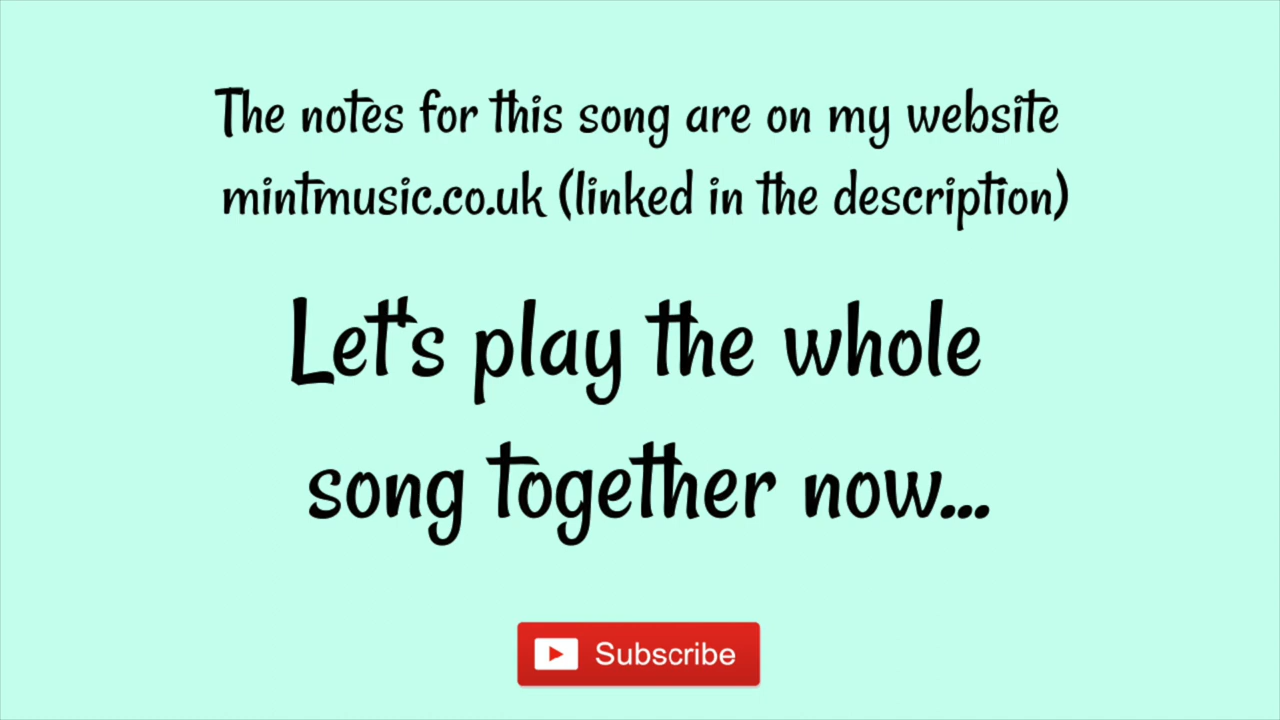 The notes for this song are on my website
mintmusic.co.uk (linked in the description)
Let's play the whole
song together now...
Subscribe